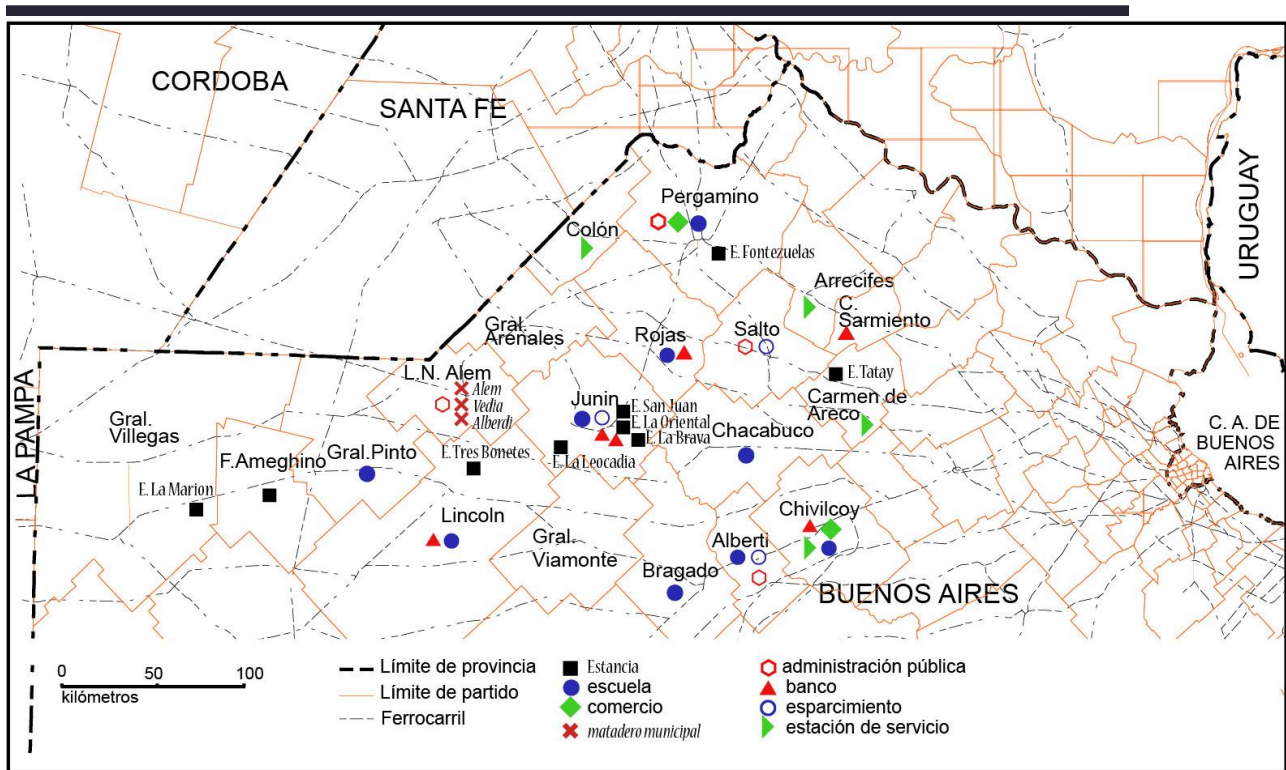 CORDOBA
SANTA FE
URUGUAY
Pergamino
Colón
E. Fontezuelas
Arrecifes
C.
Sarmiento
Gral.
Arenales
Rojas
Salto
E. Tatay
LA PAMPA
L.N. Alem
Alem
Vedia
Alberdi
Junin
E. San Juan
E. La Oriental
E. La Brava
Carmen de
Areco
Gral.
Villegas
Chacabuco
C. A. DE
BUENOS
AIRES
F.Ameghino
Gral.Pinto
E. Tres Bonetes
E. La Leocadia
E. La Marion
Lincoln
Gral.
Viamonte
Chivilcoy
Alberti
Bragado
BUENOS AIRES
0 50 100
kilómetros
Límite de provincia
Límite de partido
Ferrocarril
Estancia
escuela
comercio
matadero municipal
administración pública
banco
esparcimiento
estación de servicio